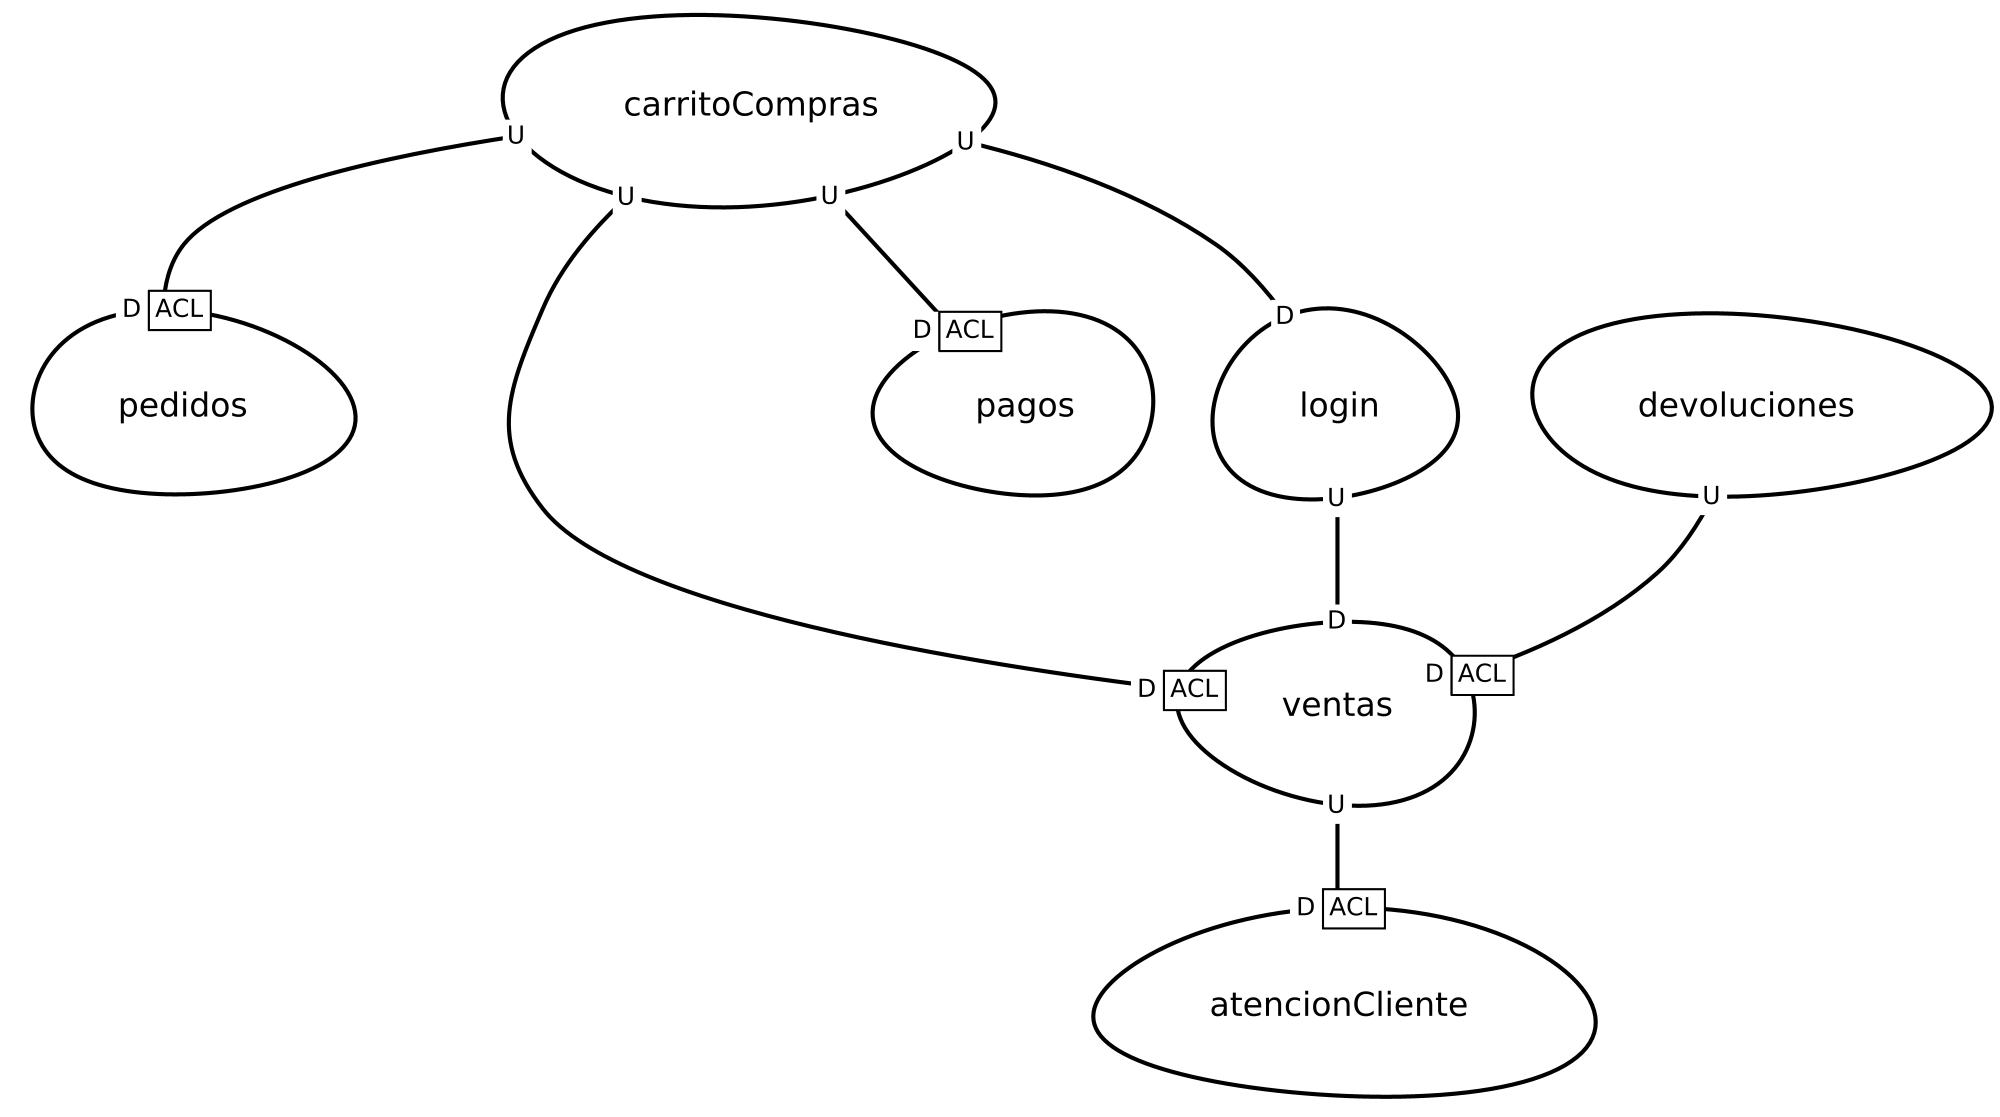 carritoCompras
U
U
U
U
D ACL
D ACL
D
pedidos
pagos
login
devoluciones
U
U
D
D ACL
D ACL
ventas
U
D ACL
atencionCliente